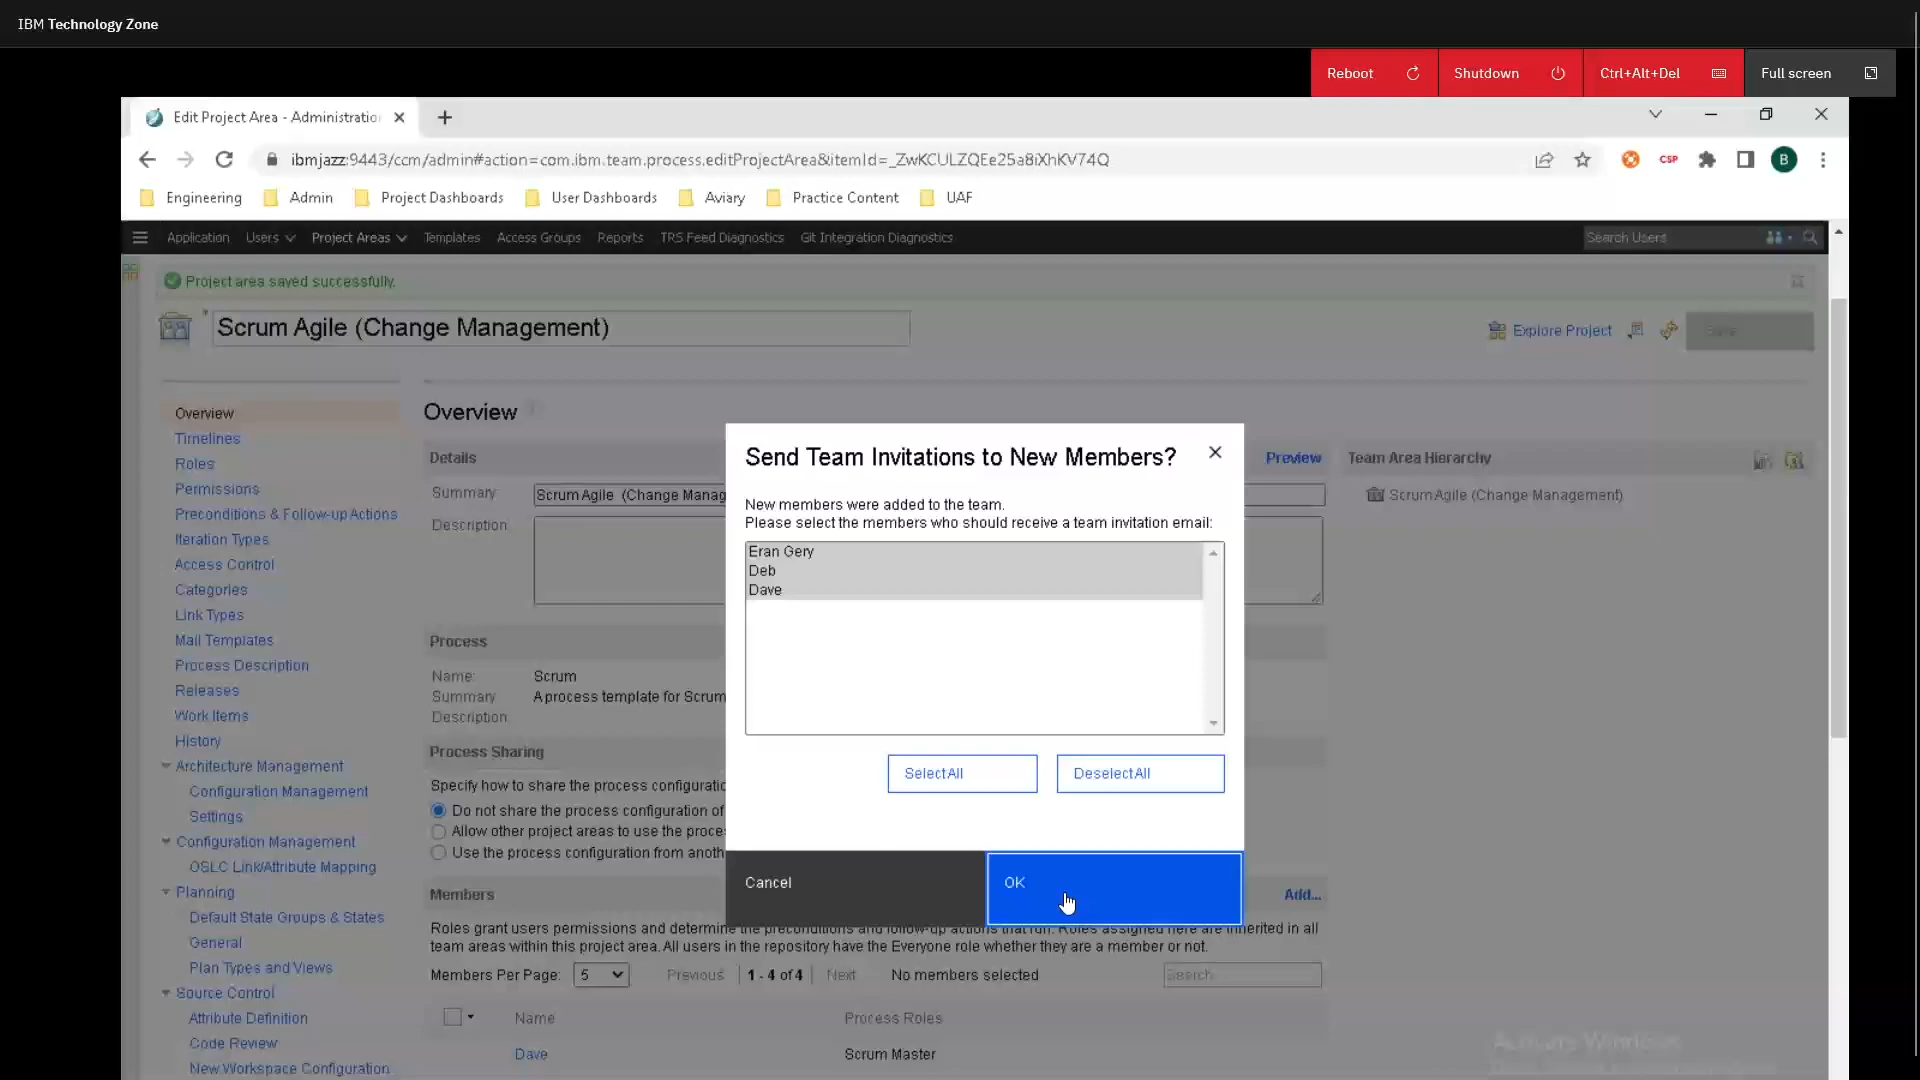 IBM Technology Zone
Reboot
Shutdown
Ctrl+Alt+Del
Full screen
Edit Project Area - Administratio
ibmjazz:9443/ccm/admin#action=com.ibm.team.process.editProjectArea&itemId=_ZwKCULZQEe25a8iXhKV74Q
CSP
B
Engineering
Admin
Project Dashboards
User Dashboards
Aviary
Practice Content
UAF
Application
Users
Project Areas
Templates
Access Groups
Reports
TRS Feed Diagnostics
Git Integration Diagnostics
Search Users
Project area saved successfully.
Scrum Agile (Change Management)
Explore Project
Save
Overview
Timelines
Roles
Permissions
Preconditions & Follow-up Actions
Iteration Types
Access Control
Categories
Link Types
Mail Templates
Process Description
Releases
Work Items
History
Architecture Management
Configuration Management
Settings
Configuration Management
OSLC Link/Attribute Mapping
Planning
Default State Groups & States
General
Plan Types and Views
Source Control
Attribute Definition
Code Review
New Workspace Configuration
Overview
Details
Preview
Summary
Scrum Agile (Change Manag
Description
Process
Name:
Scrum
Summary
A process template for Scrum
Description
Process Sharing
Specify how to share the process configuratio
Do not share the process configuration of
Allow other project areas to use the proce
Use the process configuration from anoth
Members
Add...
Roles grant users permissions and determine the preconditions and follow-up actions that run. Roles assigned here are inherited in all
team areas within this project area. All users in the repository have the Everyone role whether they are a member or not.
Members Per Page:
5
Previous
1 - 4 of 4
Next
No members selected
Search
Name
Process Roles
Dave
Scrum Master
Team Area Hierarchy
Scrum Agile (Change Management)
Send Team Invitations to New Members?
New members were added to the team.
Please select the members who should receive a team invitation email:
Eran Gery
Deb
Dave
Select All
Deselect All
Cancel
OK
Activate Windows